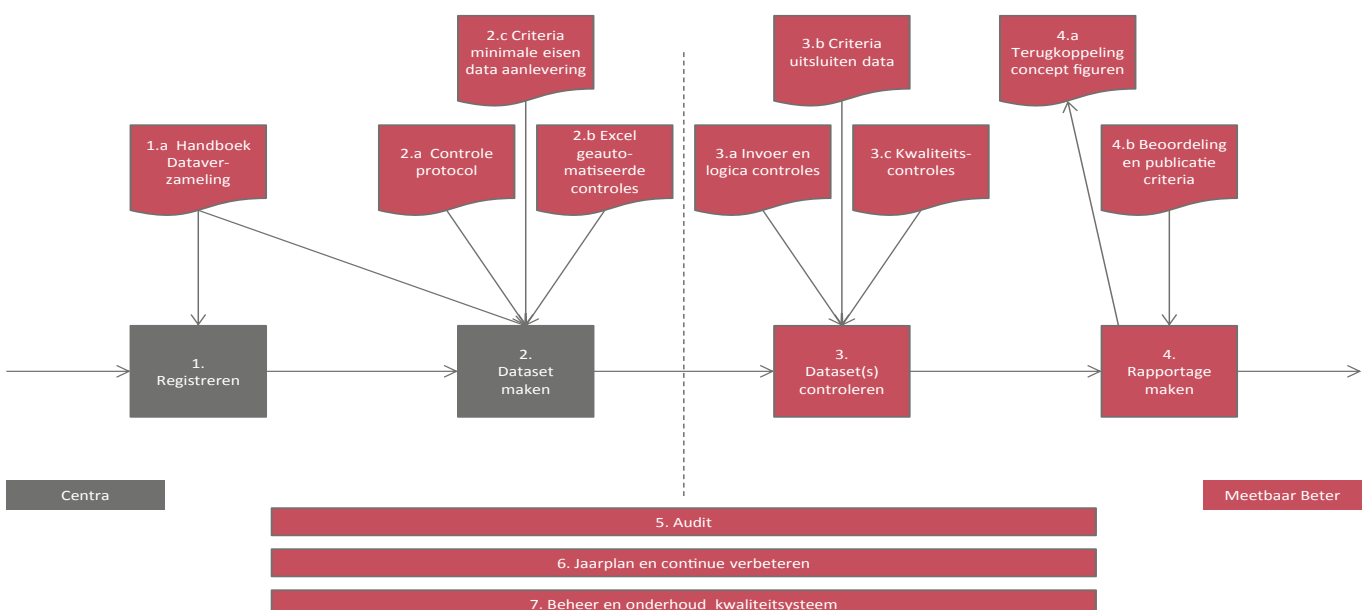 2.c Criteria
minimale eisen
data aanlevering
3.b Criteria
uitsluiten data
4.a
Terugkoppeling
concept figuren
1.a Handboek
Dataver-
zameling
2.a Controle
protocol
2.b Excel
geauto-
matiseerde
controles
3.a Invoer en
logica controles
3.c Kwaliteits-
controles
4.b Beoordeling
en publicatie
criteria
1.
Registreren
2.
Dataset
maken
3.
Dataset(s)
controleren
4.
Rapportage
maken
Centra
Meetbaar Beter
5. Audit
6. Jaarplan en continue verbeteren
7. Beheer en onderhoud kwaliteitsysteem